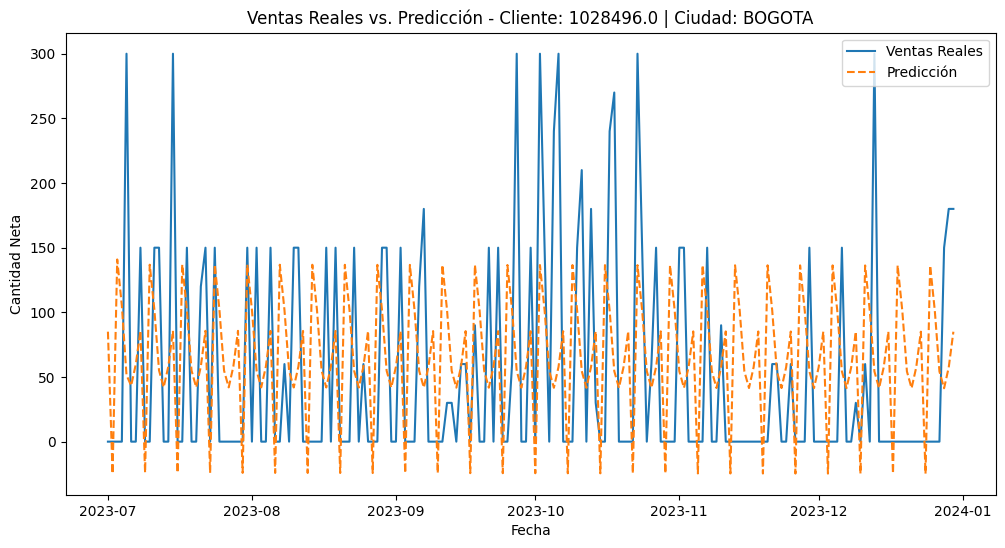 Ventas Reales vs. Predicción - Cliente: 1028496.0 | Ciudad: BOGOTA
Ventas Reales
Predicción
Cantidad Neta
300
250
200
150
100
50
0
2023-07
2023-08
2023-09
2023-10
2023-11
2023-12
2024-01
Fecha